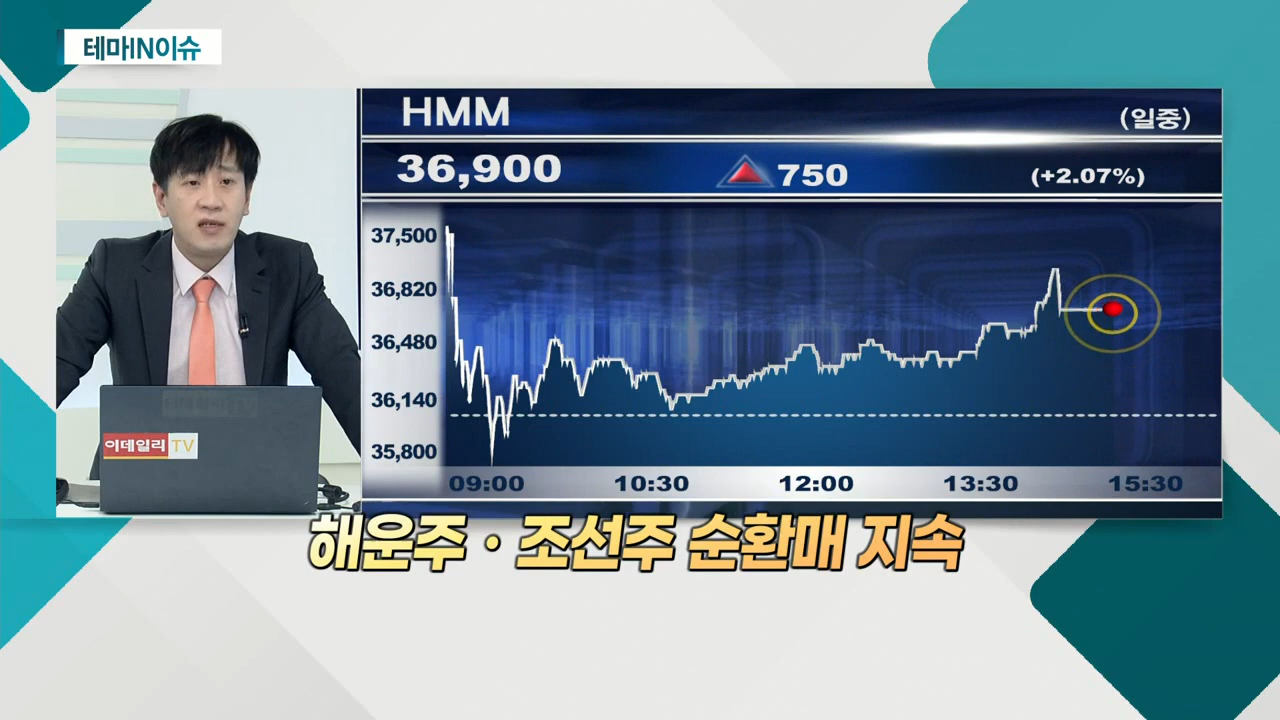 테마IN이슈
HMM
(일중)
36,900
750
(+2.07%)
37,500
36,820
36,480
36,140
35,800
09:00 10:30 12:00 13:30 15:30
이데일리 TV
해운주·조선주 순환매 지속